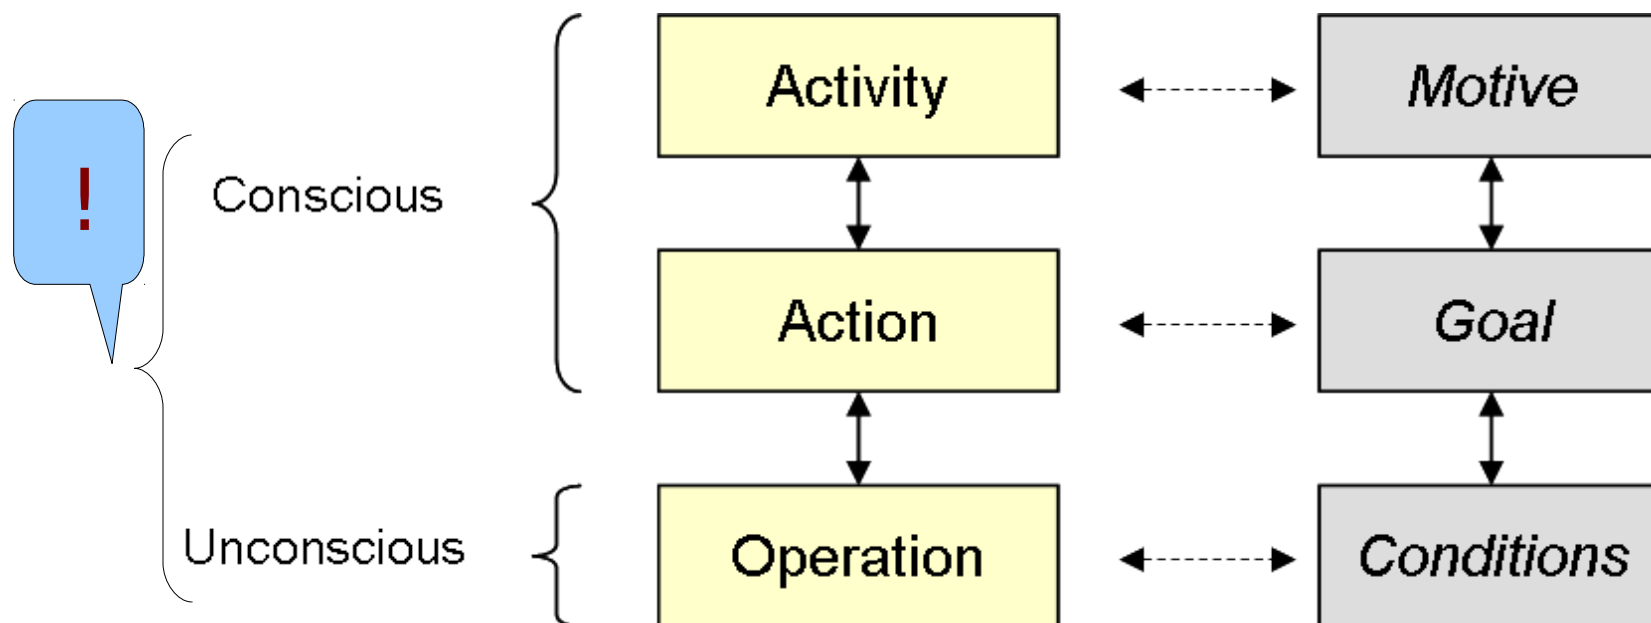 Activity
Motive
!
Conscious
Action
Goal
Unconscious
Operation
Conditions